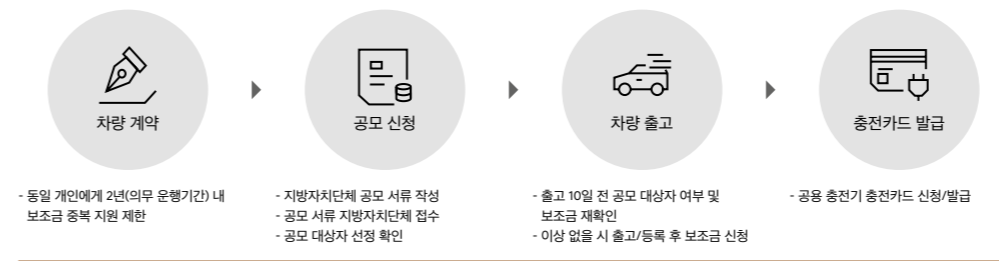 차량 계약
공모 신청
차량 출고
충전카드 발급
- 동일 개인에게 2년(의무 운행기간) 내
보조금 중복 지원 제한
- 지방자치단체 공모 서류 작성
- 공모 서류 지방자치단체 접수
- 공모 대상자 선정 확인
- 출고 10일 전 공모 대상자 여부 및
보조금 재확인
- 이상 없을 시 출고/등록 후 보조금 신청
- 공용 충전기 충전카드 신청/발급